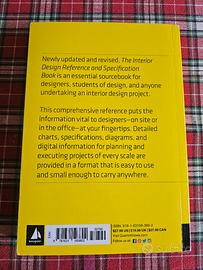 Newly updated and revised, The Interior
Design Reference and Specification
Book is an essential sourcebook for
designers, students of design, and anyone
undertaking an interior design project.
This comprehensive reference puts the
information vital to designers—on site
or in the office—at your fingertips. Detailed
charts, specifications, diagrams, and
digital information for planning and
executing projects of every scale are
provided in a format that is easy to use
and small enough to carry anywhere.
Follow us on